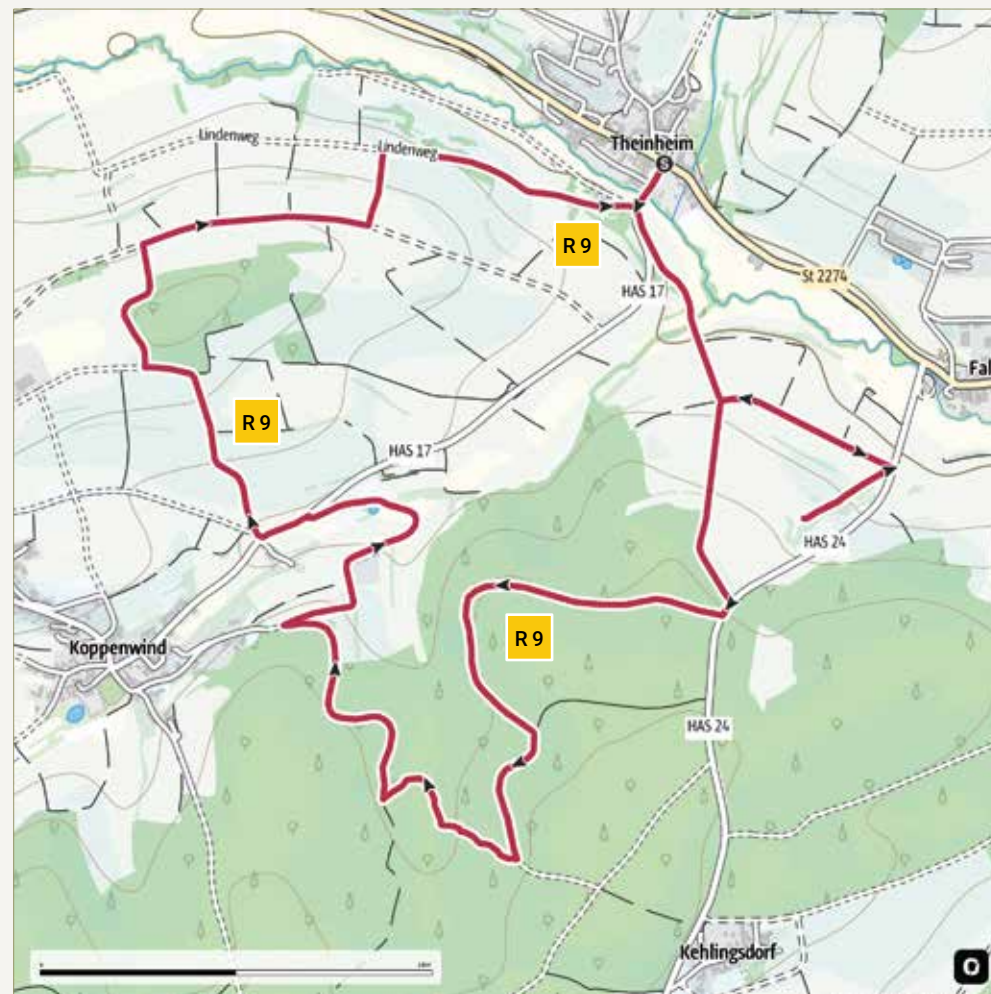 Lindenweg
Lindenweg
Theinheim
S
R 9
HAS 17
St 2274
Fal
R 9
HAS 17
HAS 24
R 9
Koppenwind
HAS 24
Kehlingsdorf
O